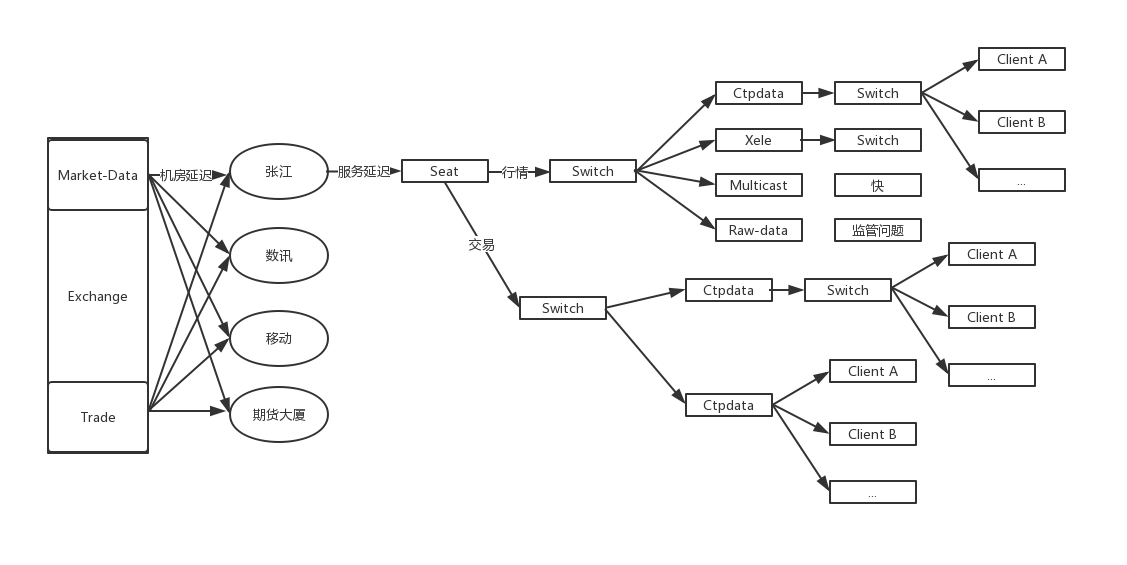 Market-Data
Exchange
Trade
机房延迟
张江
数讯
移动
期货大厦
服务延迟
Seat
行情
交易
Switch
Ctpdata
Switch
Client A
Client B
...
Xele
Switch
Multicast
快
Raw-data
监管问题
Switch
Ctpdata
Switch
Client A
Client B
...
Ctpdata
Client A
Client B
...